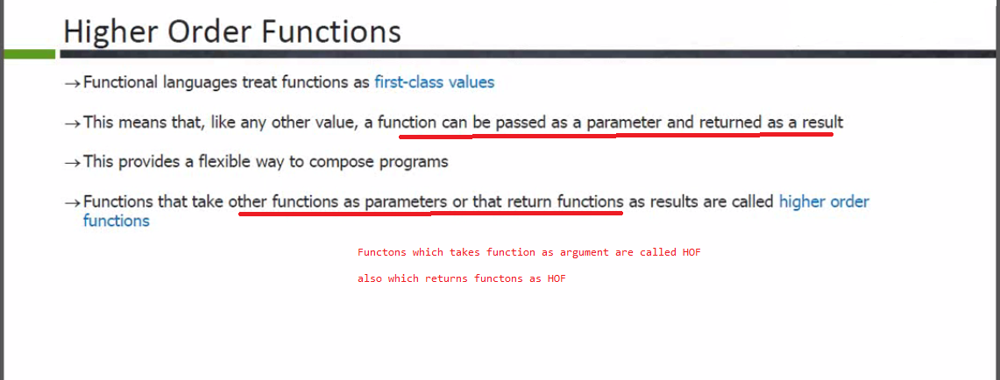 Higher Order Functions
→Functional languages treat functions as first-class values
→This means that, like any other value, a function can be passed as a parameter and returned as a result
→This provides a flexible way to compose programs
→Functions that take other functions as parameters or that return functions as results are called higher order
functions
Functons which takes function as argument are called HOF
also which returns functons as HOF